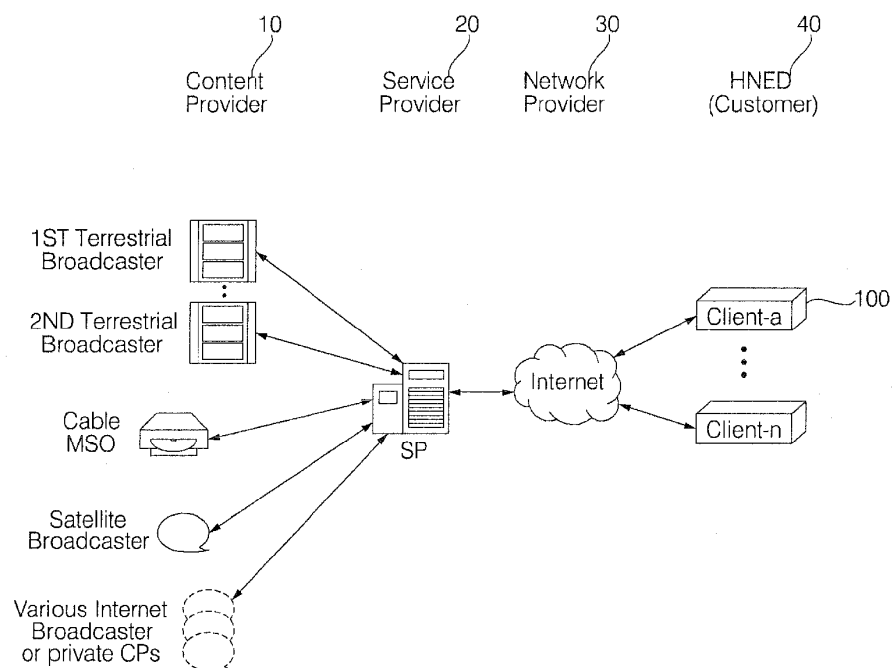 10
20
30
40
Content
Provider
Service
Provider
Network
Provider
HNED
(Customer)
1ST Terrestrial
Broadcaster
2ND Terrestrial
Broadcaster
Cable
MSO
Satellite
Broadcaster
Various Internet
Broadcaster
or private CPs
SP
Internet
Client-a
100
Client-n